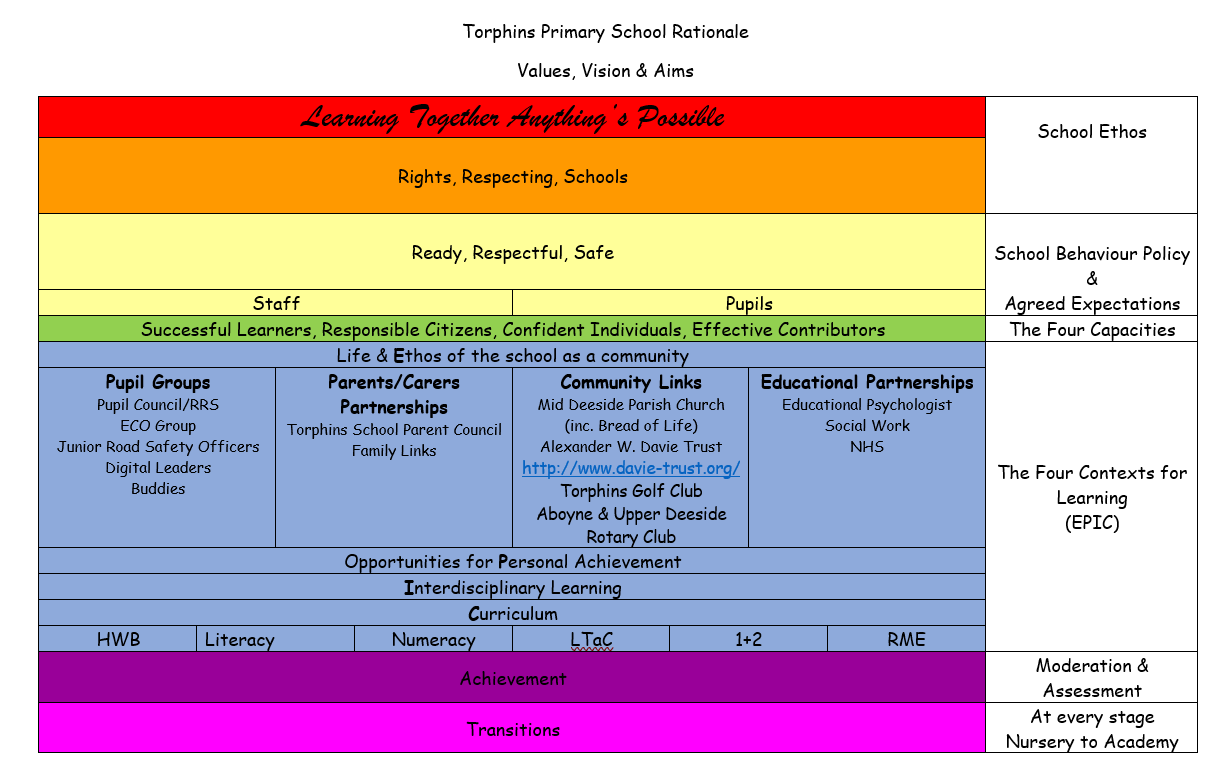 Torphins Primary School Rationale
Values, Vision & Aims
Learning Together Anything's Possible
School Ethos
Rights, Respecting, Schools
Ready, Respectful, Safe
School Behaviour Policy
&
Agreed Expectations
Staff
Pupils
Successful Learners, Responsible Citizens, Confident Individuals, Effective Contributors
The Four Capacities
Life & Ethos of the school as a community
Pupil Groups
Pupil Council/RRS
ECO Group
Junior Road Safety Officers
Digital Leaders
Buddies
Parents/Carers
Partnerships
Torphins School Parent Council
Family Links
Community Links
Mid Deeside Parish Church
(inc. Bread of Life)
Alexander W. Davie Trust
http://www.davie-trust.org/
Torphins Golf Club
Aboyne & Upper Deeside
Rotary Club
Educational Partnerships
Educational Psychologist
Social Work
NHS
The Four Contexts for
Learning
(EPIC)
Opportunities for Personal Achievement
Interdisciplinary Learning
Curriculum
HWB
Literacy
Numeracy
LTaC
1+2
RME
Achievement
Moderation &
Assessment
Transitions
At every stage
Nursery to Academy